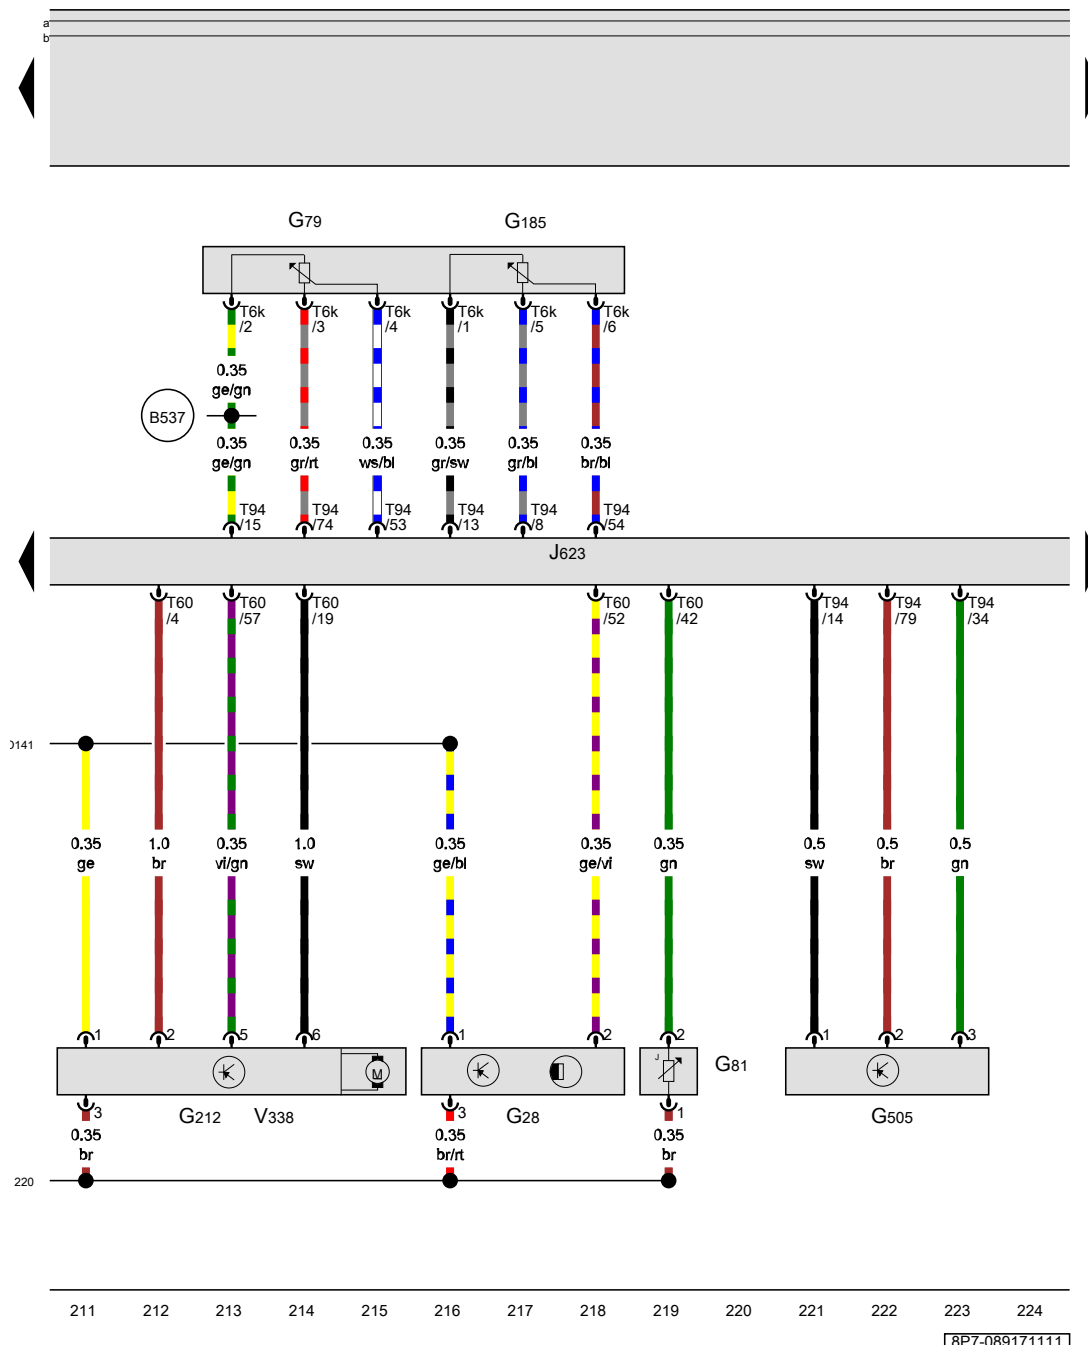 a
b
G79 G185
T6k /2 T6k /3 T6k /4 T6k /1 T6k /5 T6k /6
0.35 ge/gn
B537
0.35 ge/gn 0.35 gr/rt 0.35 ws/bl 0.35 gr/sw 0.35 gr/bl 0.35 br/bl
T94 /15 T94 /74 T94 /53 T94 /13 T94 /8 T94 /54
J623
T60 /4 T60 /57 T60 /19 T60 /52 T60 /42 T94 /14 T94 /79 T94 /34
0.35 ge 1.0 br 0.35 vi/gn 1.0 sw 0.35 ge/bl 0.35 ge/vi 0.35 gn 0.5 sw 0.5 br 0.5 gn
1 2 5 6 1 2 2 1 2 3
M
J
G81
3 G212 V338 3 G28 1 G505
0.35 br 0.35 br/rt 0.35 br
220
211 212 213 214 215 216 217 218 219 220 221 222 223 224
8P7-089171111